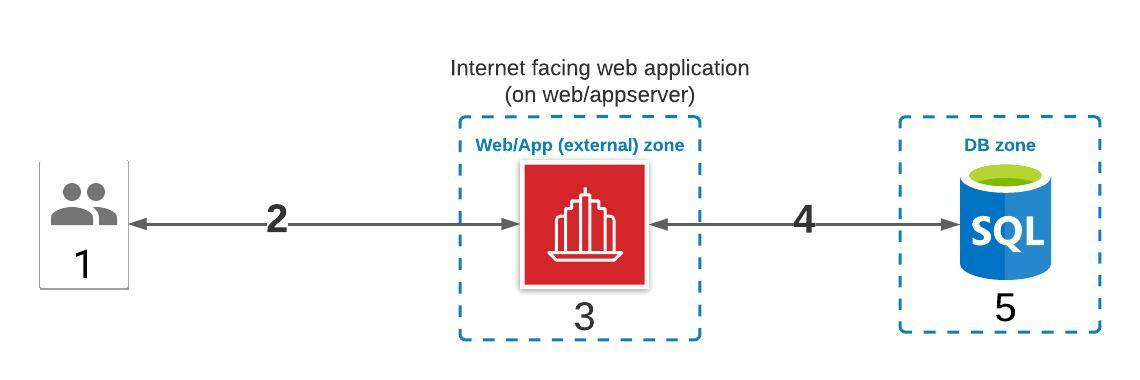 Internet facing web application
(on web/appserver)
Web/App (external) zone
DB zone
1
2
3
4
SQL
5